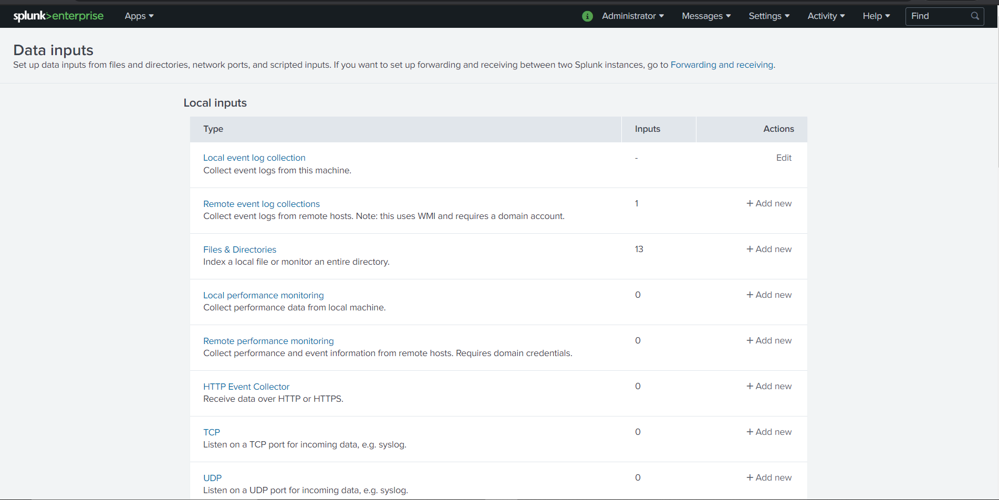 splunk>enterprise Apps Administrator Messages Settings Activity Help Find
Data inputs
Set up data inputs from files and directories, network ports, and scripted inputs. If you want to set up forwarding and receiving between two Splunk instances, go to Forwarding and receiving.
Local inputs
Type Inputs Actions
Local event log collection - Edit
Collect event logs from this machine.
Remote event log collections 1 + Add new
Collect event logs from remote hosts. Note: this uses WMI and requires a domain account.
Files & Directories 13 + Add new
Index a local file or monitor an entire directory.
Local performance monitoring 0 + Add new
Collect performance data from local machine.
Remote performance monitoring 0 + Add new
Collect performance and event information from remote hosts. Requires domain credentials.
HTTP Event Collector 0 + Add new
Receive data over HTTP or HTTPS.
TCP 0 + Add new
Listen on a TCP port for incoming data, e.g. syslog.
UDP 0 + Add new
Listen on a UDP port for incoming data, e.g. syslog.